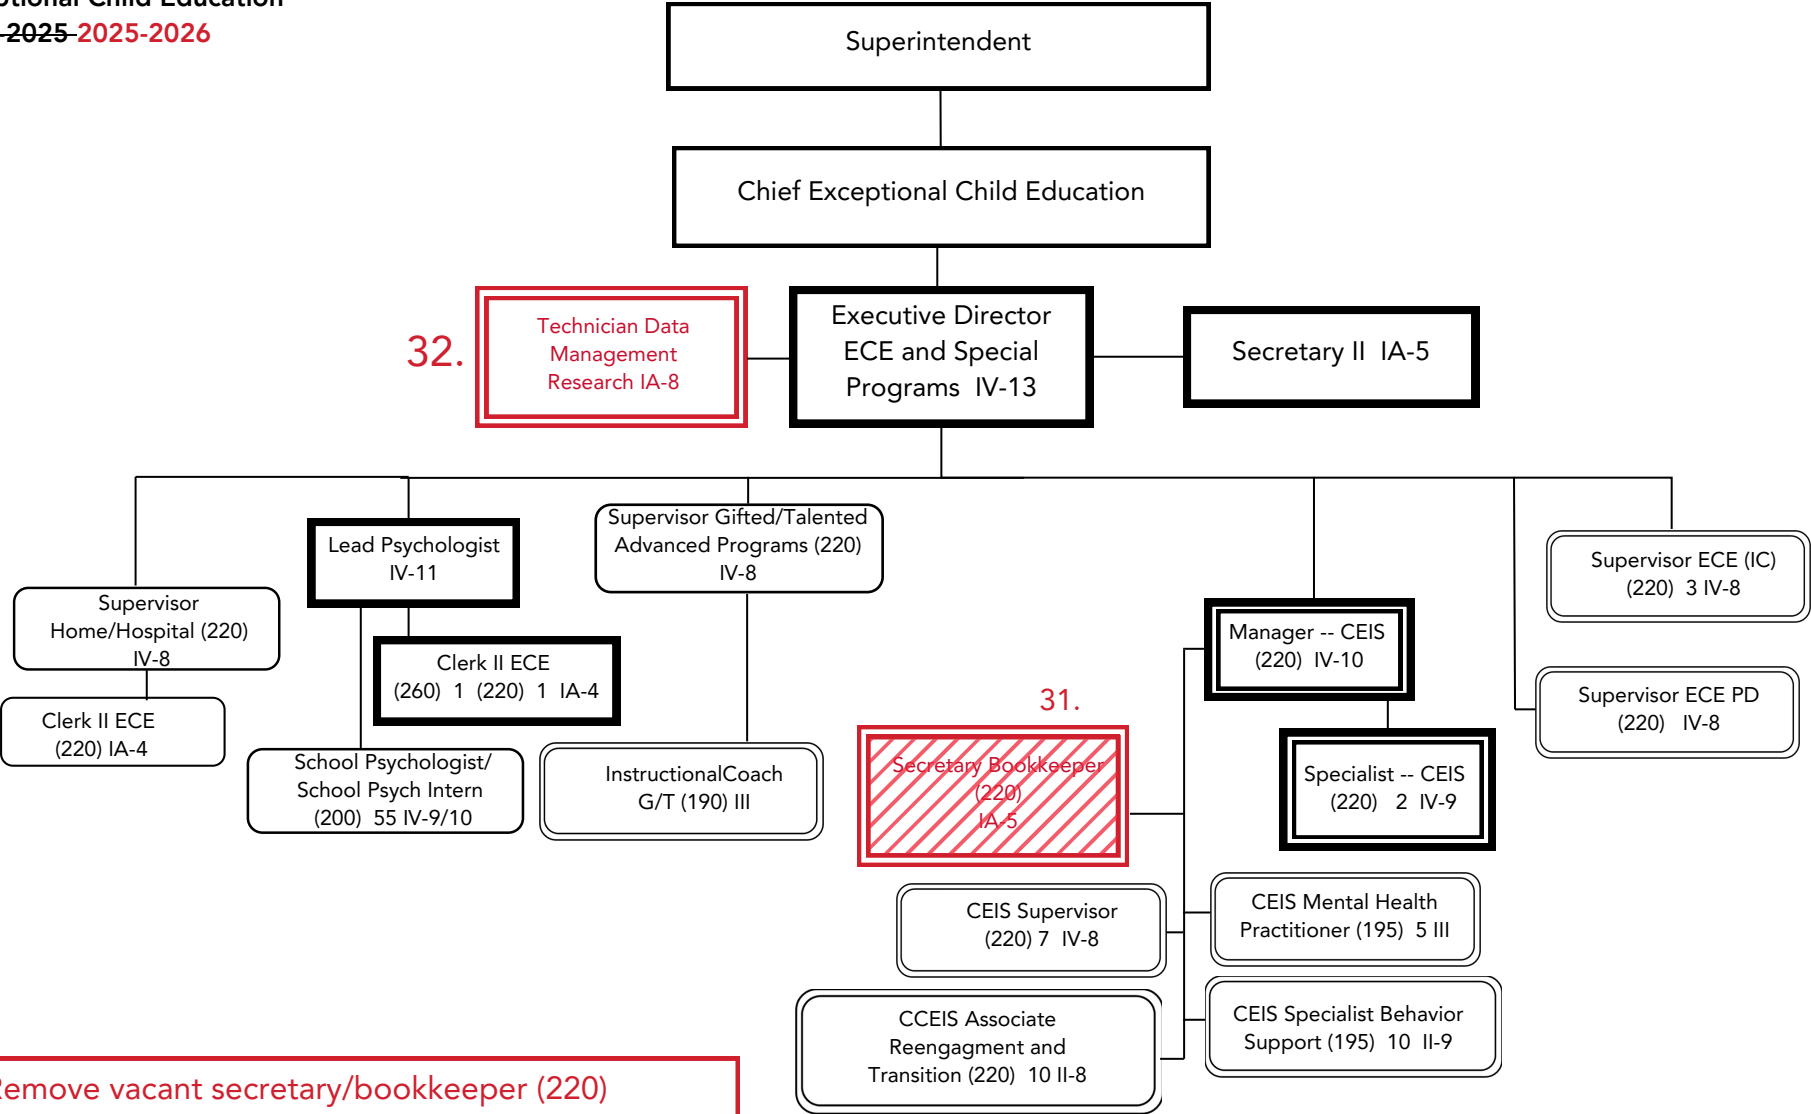 Child Education
-2025 2025-2026
Superintendent
Chief Exceptional Child Education
32.
Technician Data
Management
Research IA-8
Executive Director
ECE and Special
Programs IV-13
Secretary II IA-5
Lead Psychologist
IV-11
Supervisor Gifted/Talented
Advanced Programs (220)
IV-8
Supervisor ECE (IC)
(220) 3 IV-8
Supervisor
Home/Hospital (220)
IV-8
Clerk II ECE
(260) 1 (220) 1 IA-4
Manager -- CEIS
(220) IV-10
Supervisor ECE PD
(220) IV-8
Clerk II ECE
(220) IA-4
School Psychologist/
School Psych Intern
(200) 55 IV-9/10
InstructionalCoach
G/T (190) III
31.
Secretary Bookkeeper
(220)
IA-5
Specialist -- CEIS
(220) 2 IV-9
CEIS Supervisor
(220) 7 IV-8
CEIS Mental Health
Practitioner (195) 5 III
CCEIS Associate
Reengagment and
Transition (220) 10 II-8
CEIS Specialist Behavior
Support (195) 10 II-9
Remove vacant secretary/bookkeeper (220)